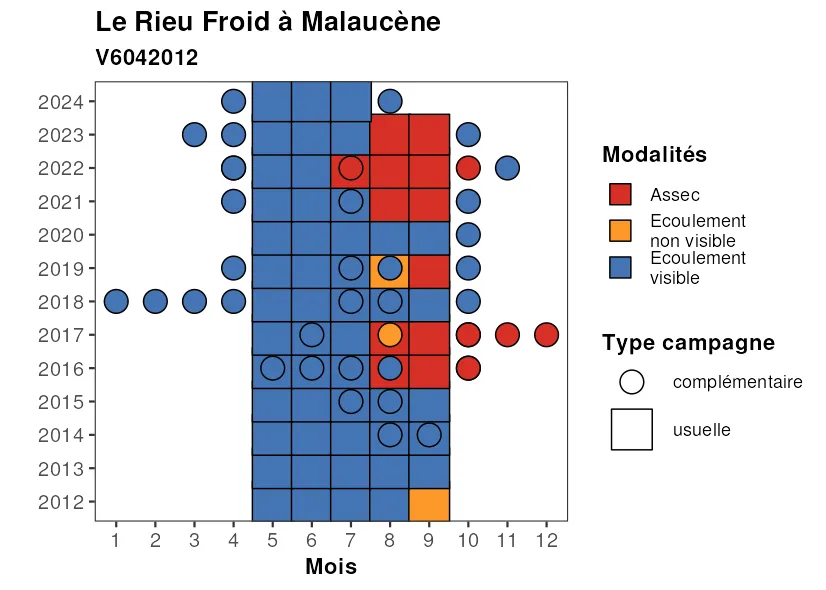 Le Rieu Froid à Malaucène
V6042012
2024
2023
2022
2021
2020
2019
2018
2017
2016
2015
2014
2013
2012
1 2 3 4 5 6 7 8 9 10 11 12
Mois
Modalités
Assec
Ecoulement
non visible
Ecoulement
visible
Type campagne
complémentaire
usuelle